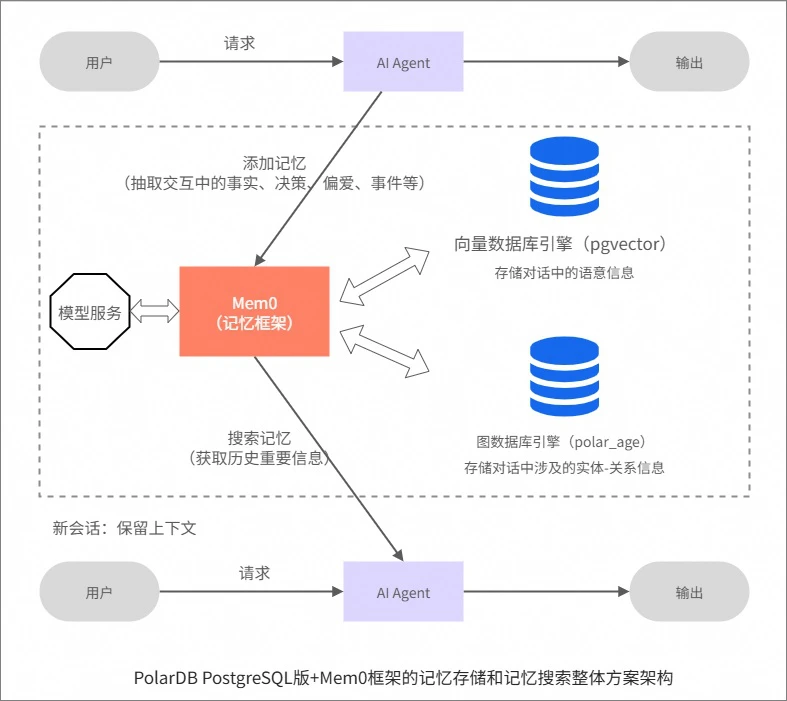 请求
用户
AI Agent
输出
添加记忆
（抽取交互中的事实、决策、偏爱、事件等）
向量数据库引擎（pgvector）
存储对话中的语意信息
模型服务
Mem0
（记忆框架）
图数据库引擎（polar_age）
存储对话中涉及的实体-关系信息
搜索记忆
（获取历史重要信息）
新会话：保留上下文
请求
用户
AI Agent
输出
PolarDB PostgreSQL版+Mem0框架的记忆存储和记忆搜索整体方案架构